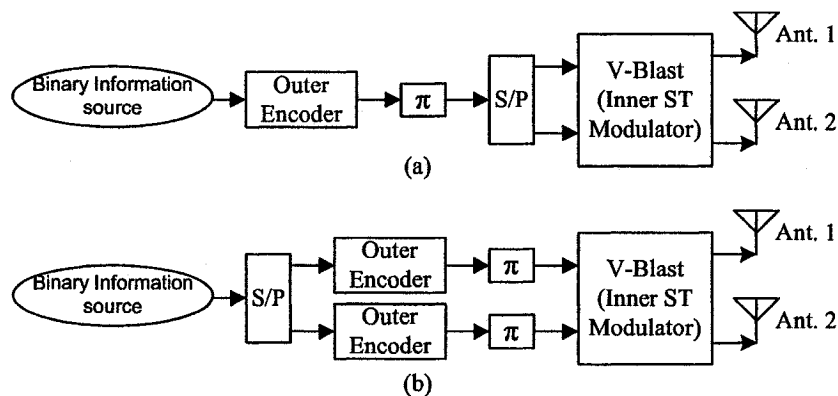 Binary Information
source
Outer
Encoder
π
S/P
V-Blast
(Inner ST
Modulator)
Ant. 1
Ant. 2
(a)
Binary Information
source
S/P
Outer
Encoder
π
Outer
Encoder
π
V-Blast
(Inner ST
Modulator)
Ant. 1
Ant. 2
(b)